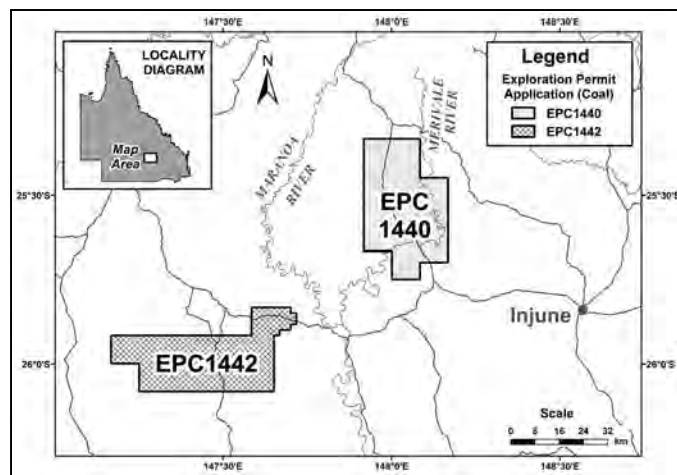 147°30'E
148°0'E
148°30'E
LOCALITY
DIAGRAM
Map
Area
N
MARANOA
RIVER
MERIVALE
RIVER
Legend
Exploration Permit
Application (Coal)
EPC1440
EPC1442
25°30'S
25°30'S
EPC
1440
Injune
EPC1442
26°0'S
26°0'S
Scale
0 8 16 24 32
km
147°30'E
148°0'E
148°30'E